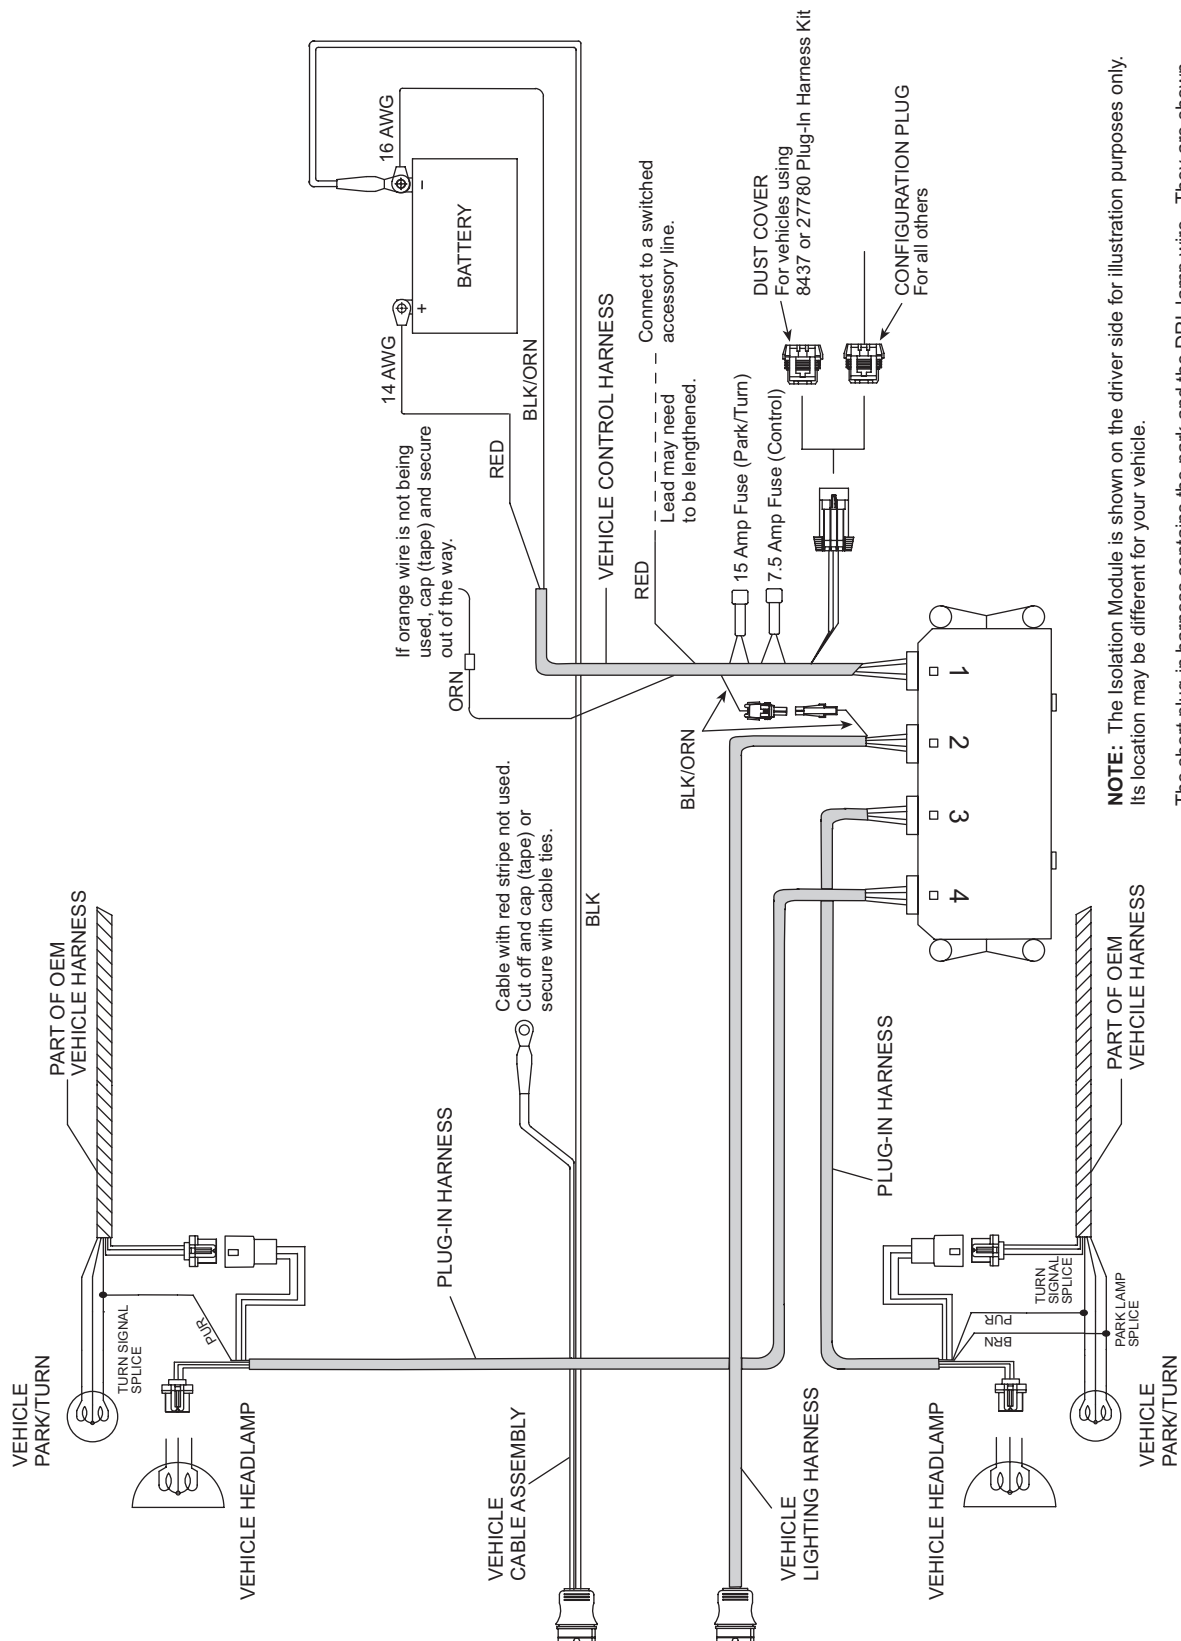 VEHICLE
PARK/TURN
VEHICLE HEADLAMP
TURN SIGNAL
SPLICE
PUR
PART OF OEM
VEHICLE HARNESS
PLUG-IN HARNESS
VEHICLE
CABLE ASSEMBLY
Cable with red stripe not used.
Cut off and cap (tape) or
secure with cable ties.
BLK
If orange wire is not being
used, cap (tape) and secure
out of the way.
ORN
14 AWG
16 AWG
+
–
BATTERY
RED
BLK/ORN
VEHICLE CONTROL HARNESS
RED
Connect to a switched
accessory line.
Lead may need
to be lengthened.
BLK/ORN
15 Amp Fuse (Park/Turn)
7.5 Amp Fuse (Control)
DUST COVER
For vehicles using
8437 or 27780 Plug-In Harness Kit
CONFIGURATION PLUG
For all others
VEHICLE
LIGHTING HARNESS
PLUG-IN HARNESS
4
3
2
1
VEHICLE HEADLAMP
BRN
PUR
TURN
SIGNAL
SPLICE
PARK LAMP
SPLICE
VEHICLE
PARK/TURN
PART OF OEM
VEHCILE HARNESS
NOTE: The Isolation Module is shown on the driver side for illustration purposes only.
Its location may be different for your vehicle.